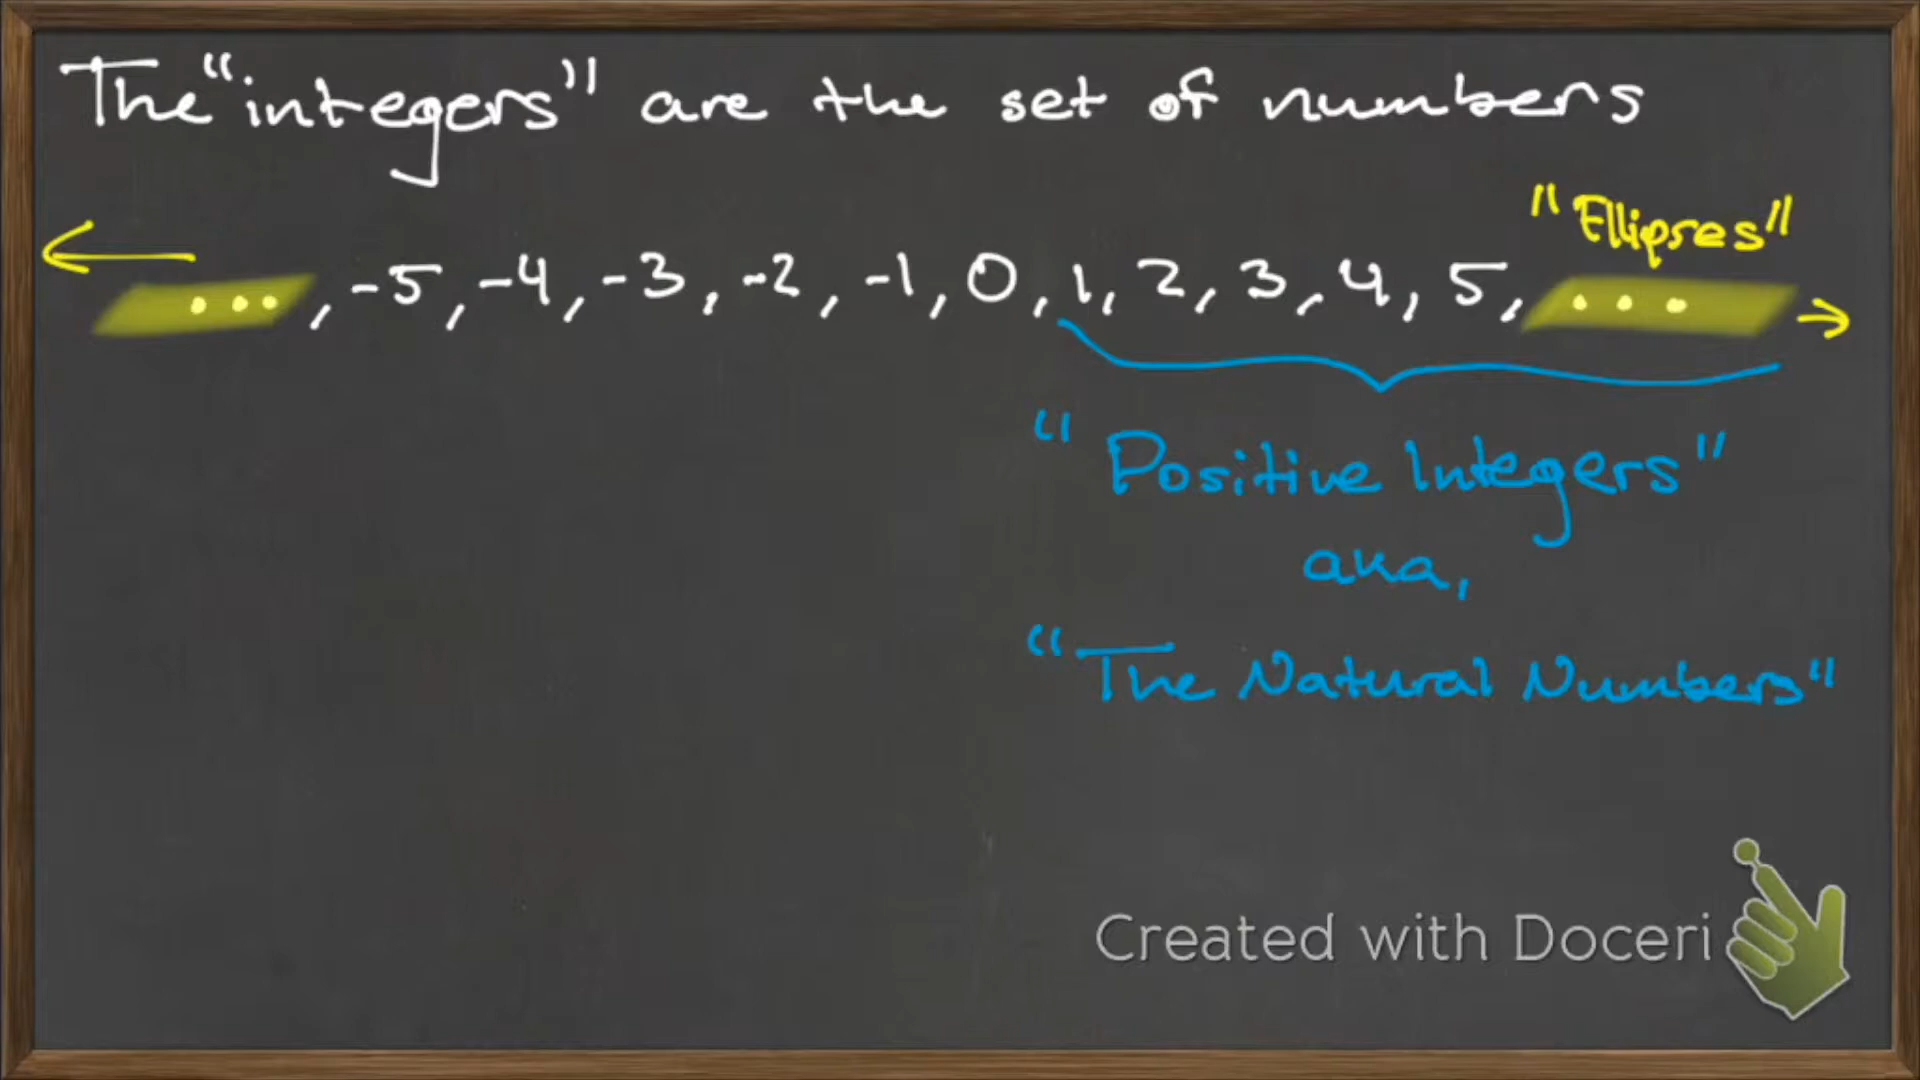 The "integers" are the set of numbers
"Ellipses"
..., -5, -4, -3, -2, -1, 0, 1, 2, 3, 4, 5, ...
"Positive Integers"
aka,
"The Natural Numbers"
Created with Doceri